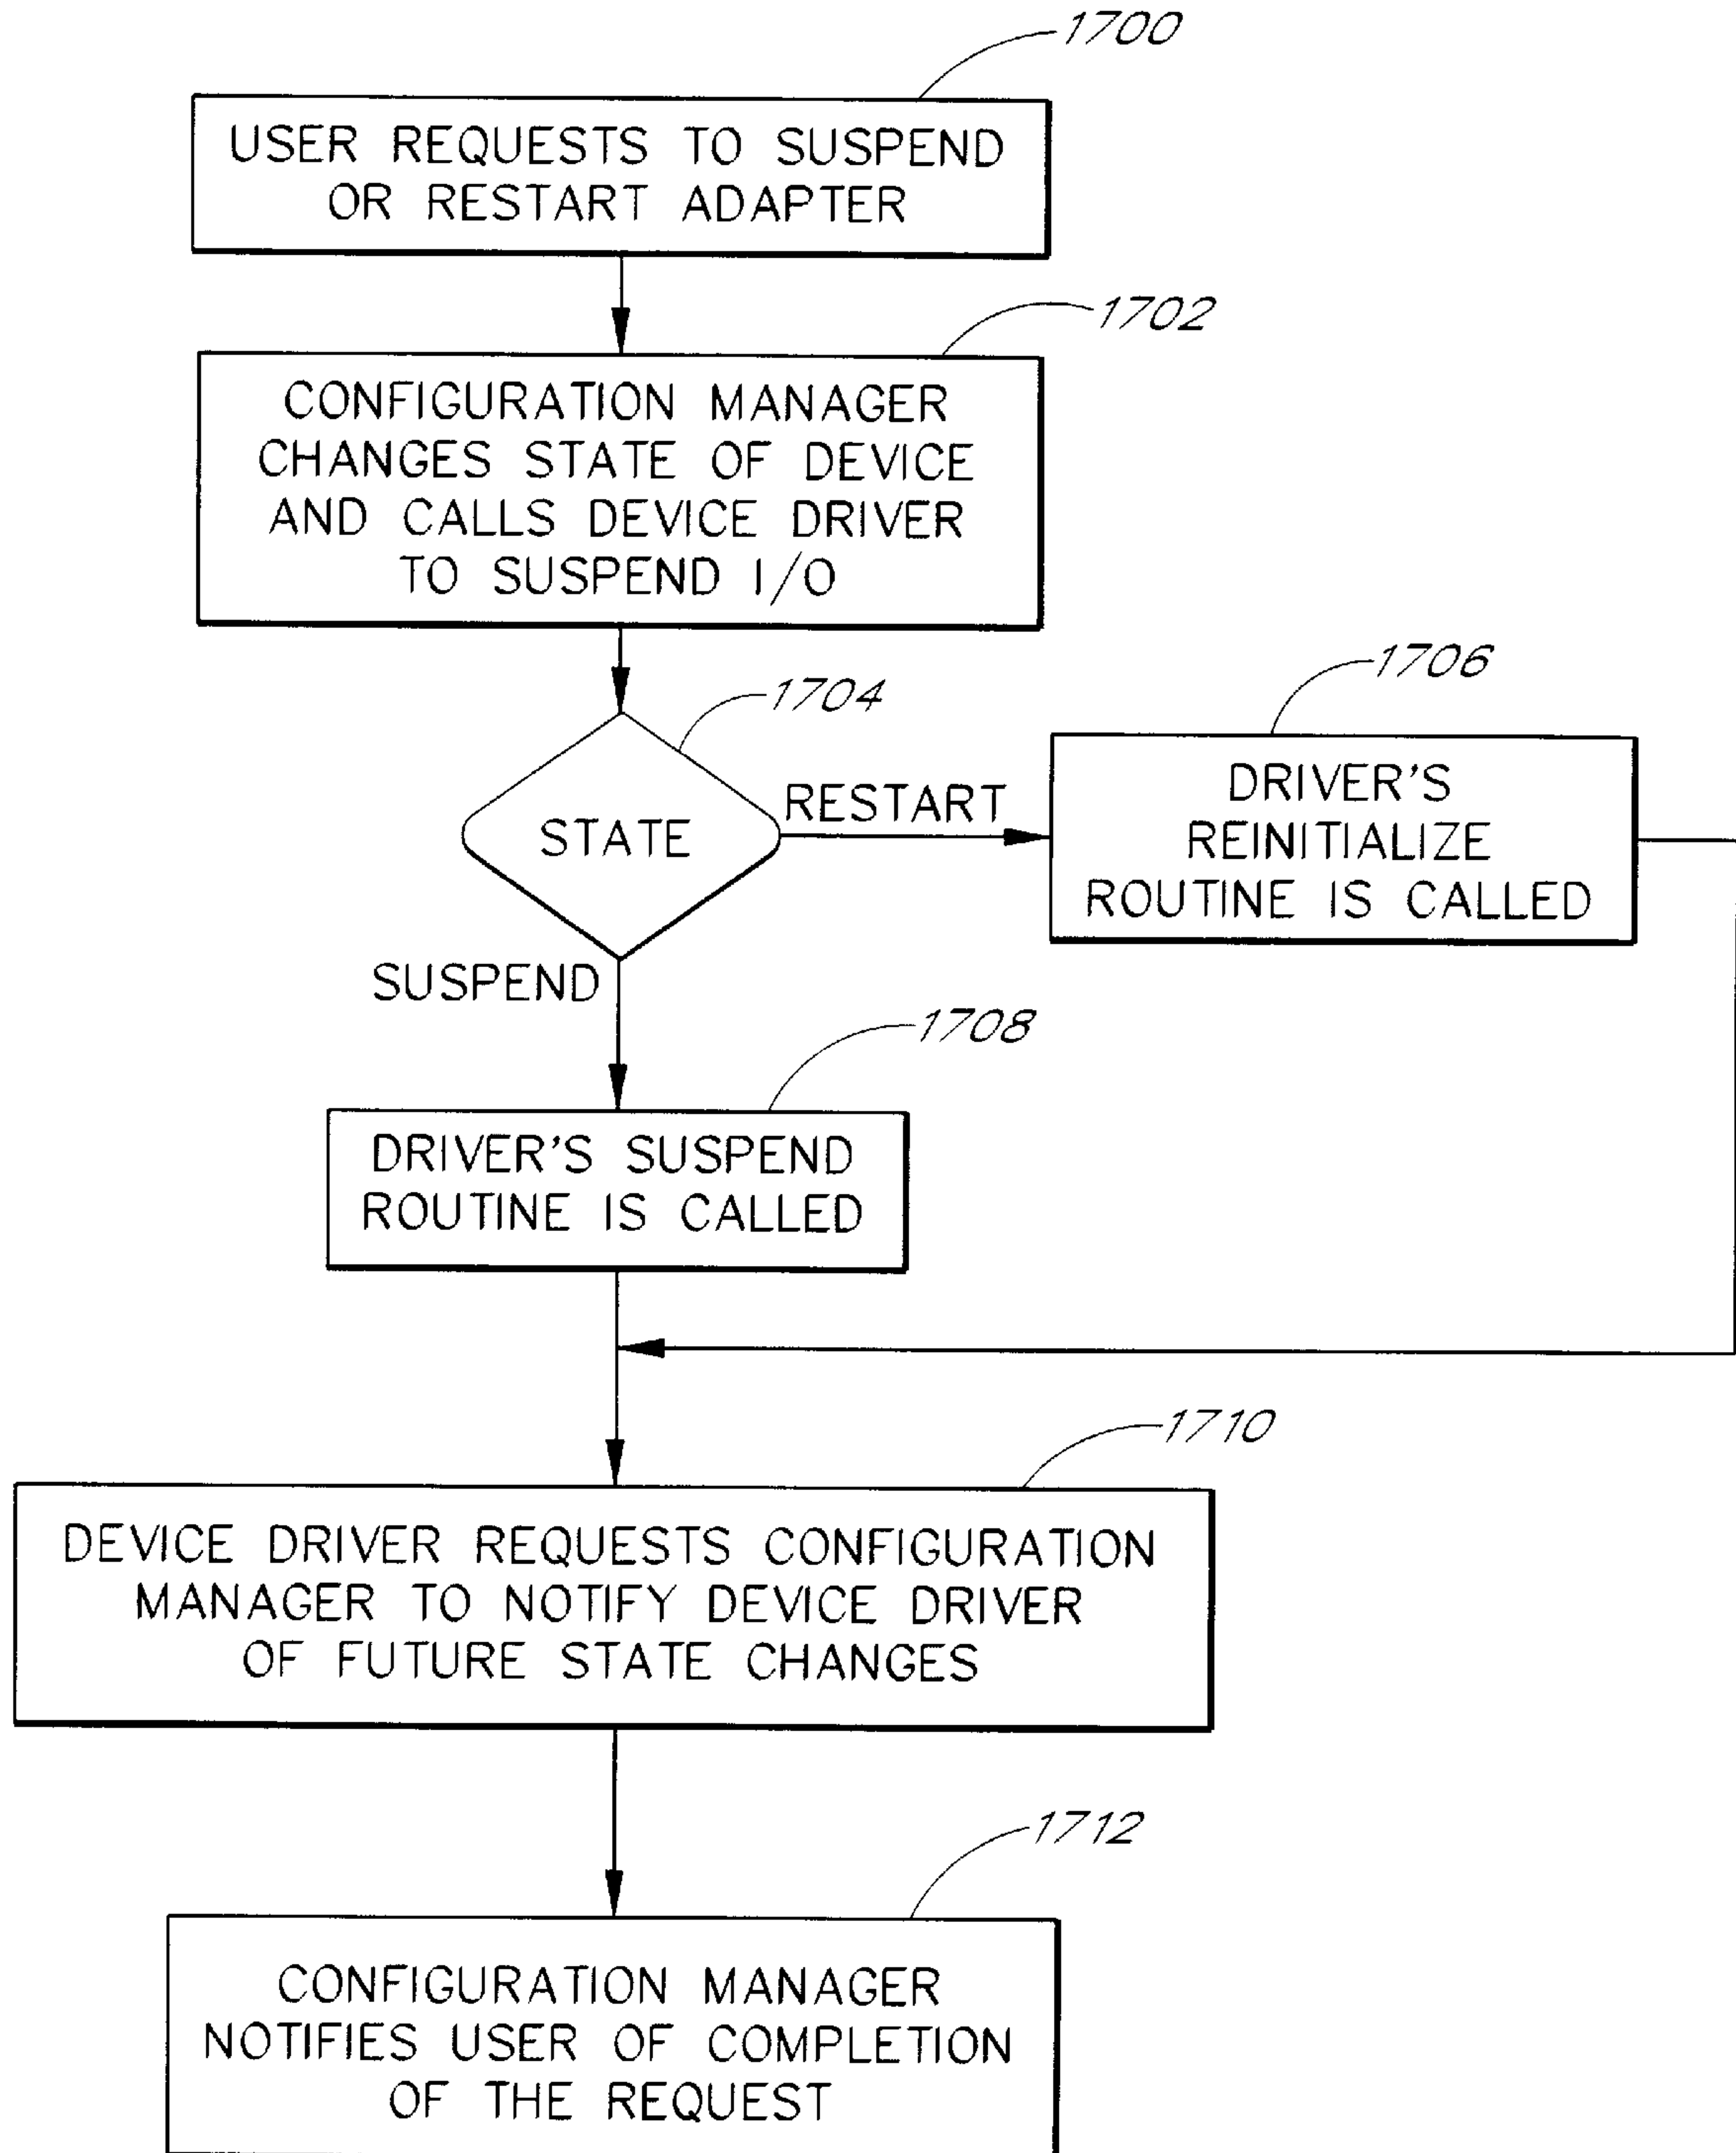 1700
USER REQUESTS TO SUSPEND
OR RESTART ADAPTER
1702
CONFIGURATION MANAGER
CHANGES STATE OF DEVICE
AND CALLS DEVICE DRIVER
TO SUSPEND I/O
1704
STATE
RESTART
1706
DRIVER'S
REINITIALIZE
ROUTINE IS CALLED
SUSPEND
1708
DRIVER'S SUSPEND
ROUTINE IS CALLED
1710
DEVICE DRIVER REQUESTS CONFIGURATION
MANAGER TO NOTIFY DEVICE DRIVER
OF FUTURE STATE CHANGES
1712
CONFIGURATION MANAGER
NOTIFIES USER OF COMPLETION
OF THE REQUEST